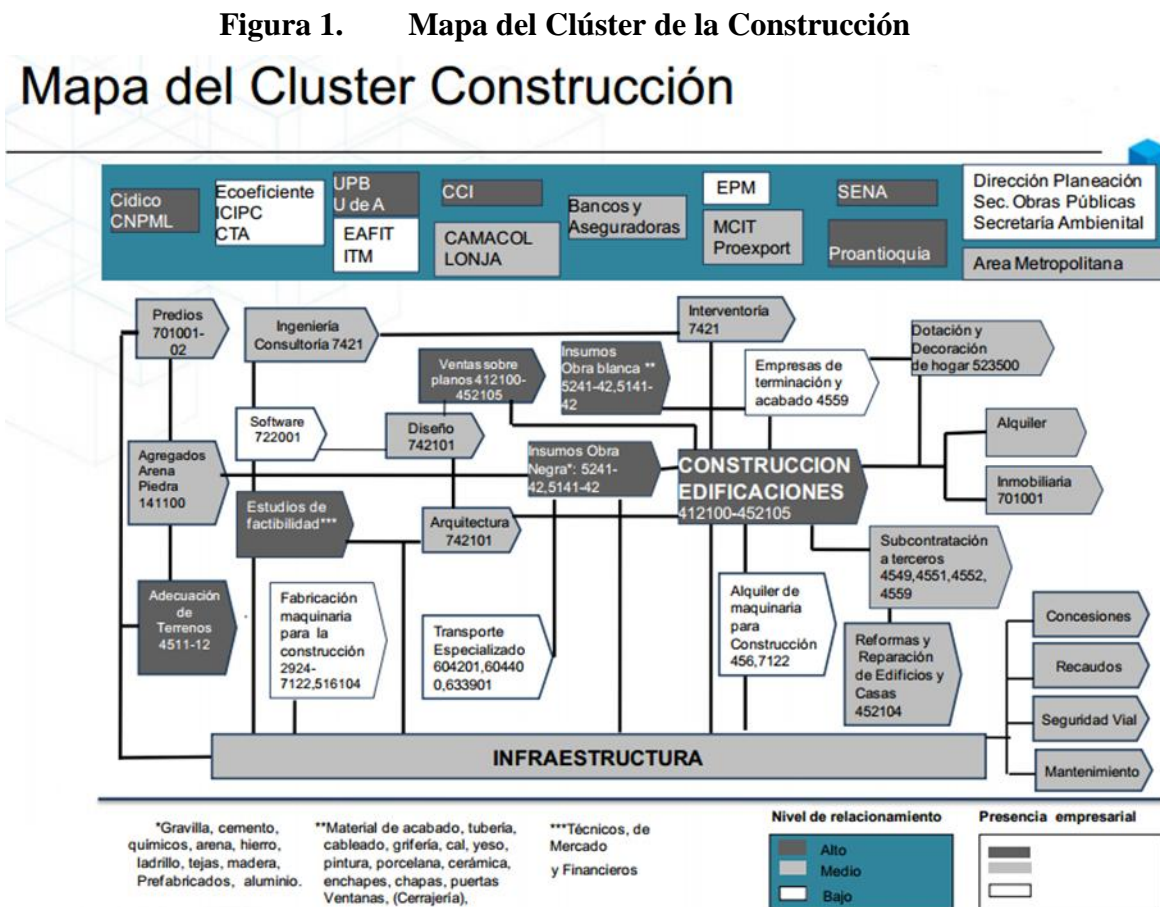 Figura 1. Mapa del Clúster de la Construcción
Mapa del Cluster Construcción
Cidico
CNPML
Ecoeficiente
ICIPC
CTA
UPB
U de A
EAFIT
ITM
CCI
CAMACOL
LONJA
Bancos y
Aseguradoras
EPM
MCIT
Proexport
SENA
Proantioquia
Dirección Planeación
Sec. Obras Públicas
Secretaría Ambienital
Area Metropolitana
Predios
701001-
02
Ingeniería
Consultoría 7421
Interventoría
7421
Ventas sobre
planos 412100-
452105
Insumos
Obra blanca **
5241-42,5141-
42
Empresas de
terminación y
acabado 4559
Dotación y
Decoración
de hogar 523500
Software
722001
Diseño
742101
Alquiler
Agregados
Arena
Piedra
141100
Insumos Obra
Negra*: 5241-
42,5141-42
CONSTRUCCION
EDIFICACIONES
412100-452105
Inmobiliaria
701001
Estudios de
factibilidad***
Arquitectura
742101
Subcontratación
a terceros
4549,4551,4552,
4559
Adecuación
de
Terrenos
4511-12
Fabricación
maquinaria
para la
construcción
2924-
7122,516104
Transporte
Especializado
604201,60440
0,633901
Alquiler de
maquinaria
para
Construcción
456,7122
Reformas y
Reparación
de Edificios y
Casas
452104
Concesiones
Recaudos
Seguridad Vial
Mantenimiento
INFRAESTRUCTURA
*Gravilla, cemento,
químicos, arena, hierro,
ladrillo, tejas, madera,
Prefabricados, aluminio.
**Material de acabado, tubería,
cableado, grifería, cal, yeso,
pintura, porcelana, cerámica,
enchapes, chapas, puertas
Ventanas, (Cerrajería),
***Técnicos, de
Mercado
y Financieros
Nivel de relacionamiento
Alto
Medio
Bajo
Presencia empresarial